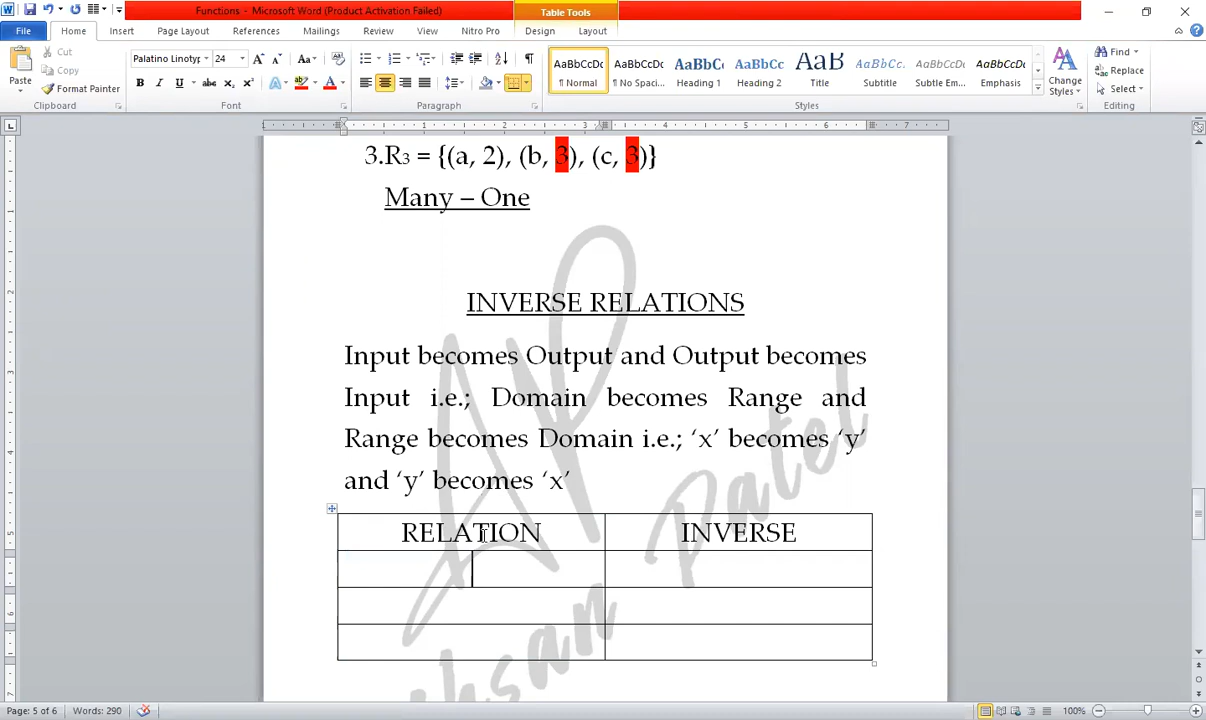 Functions - Microsoft Word (Product Activation Failed)
Table Tools
File Home Insert Page Layout References Mailings Review View Nitro Pro Design Layout
Paste
Cut
Copy
Format Painter
Clipboard
Palatino Linoty 24
Font
Paragraph
AaBbCcDc AaBbCcDc AaBbC AaBbCc AaB AaBbCc. AaBbCcDc AaBbCcDc
¶ Normal ¶ No Spaci... Heading 1 Heading 2 Title Subtitle Subtle Em... Emphasis
Styles
Change Styles
Find
Replace
Select
Editing
3.R3 = {(a, 2), (b, 3), (c, 3)}
Many – One
INVERSE RELATIONS
Input becomes Output and Output becomes
Input i.e.; Domain becomes Range and
Range becomes Domain i.e.; ‘x’ becomes ‘y’
and ‘y’ becomes ‘x’
RELATION INVERSE
AP
hsan Patel
Page: 5 of 6 Words: 290 100%